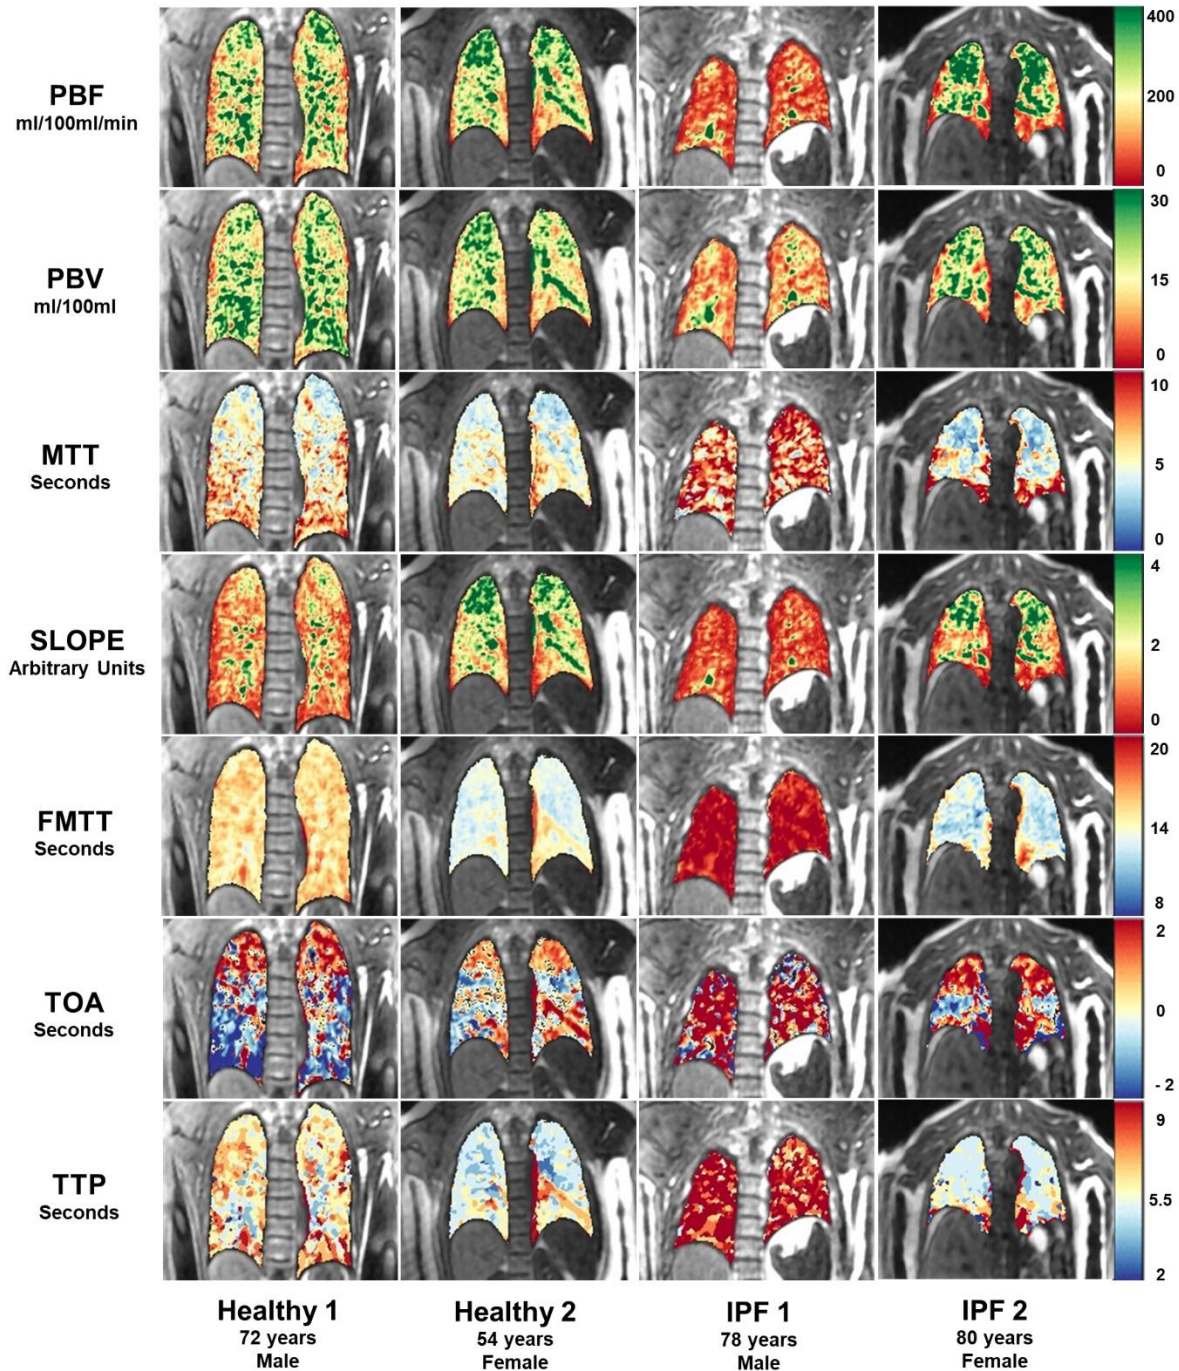 PBF
ml/100ml/min
400
200
0
PBV
ml/100ml
30
15
0
MTT
Seconds
10
5
0
SLOPE
Arbitrary Units
4
2
0
FMTT
Seconds
20
14
8
TOA
Seconds
2
0
- 2
TTP
Seconds
9
5.5
2
Healthy 1
72 years
Male
Healthy 2
54 years
Female
IPF 1
78 years
Male
IPF 2
80 years
Female